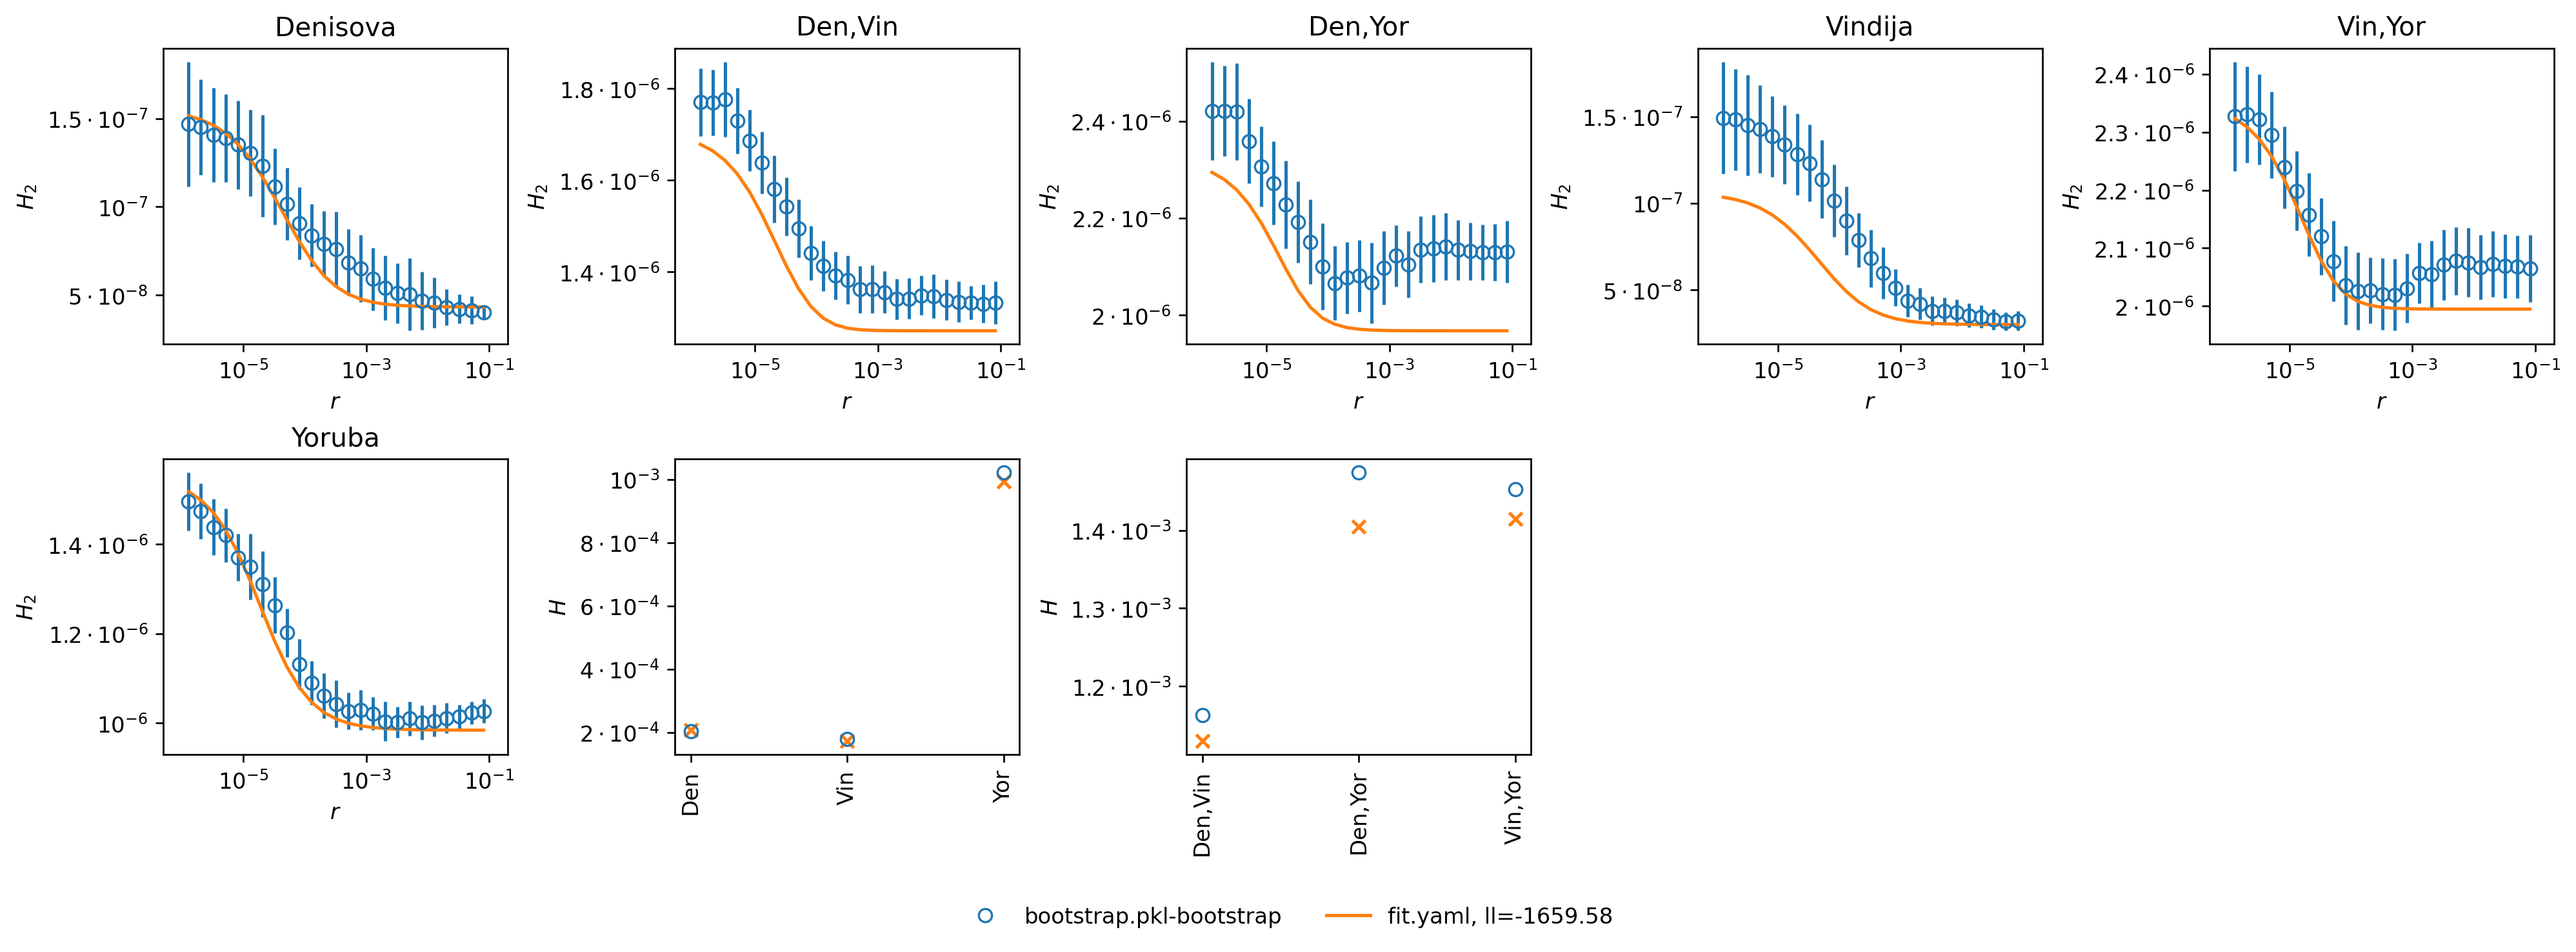 Denisova
Den,Vin
Den,Yor
Vindija
Vin,Yor
H₂
1.5·10⁻⁷
10⁻⁷
5·10⁻⁸
10⁻⁵ 10⁻³ 10⁻¹
r
H₂
1.8·10⁻⁶
1.6·10⁻⁶
1.4·10⁻⁶
10⁻⁵ 10⁻³ 10⁻¹
r
H₂
2.4·10⁻⁶
2.2·10⁻⁶
2·10⁻⁶
10⁻⁵ 10⁻³ 10⁻¹
r
H₂
1.5·10⁻⁷
10⁻⁷
5·10⁻⁸
10⁻⁵ 10⁻³ 10⁻¹
r
H₂
2.4·10⁻⁶
2.3·10⁻⁶
2.2·10⁻⁶
2.1·10⁻⁶
2·10⁻⁶
10⁻⁵ 10⁻³ 10⁻¹
r
Yoruba
H₂
1.4·10⁻⁶
1.2·10⁻⁶
10⁻⁶
10⁻⁵ 10⁻³ 10⁻¹
r
H
10⁻³
8·10⁻⁴
6·10⁻⁴
4·10⁻⁴
2·10⁻⁴
Den
Vin
Yor
H
1.4·10⁻³
1.3·10⁻³
1.2·10⁻³
Den,Vin
Den,Yor
Vin,Yor
bootstrap.pkl-bootstrap
fit.yaml, ll=-1659.58